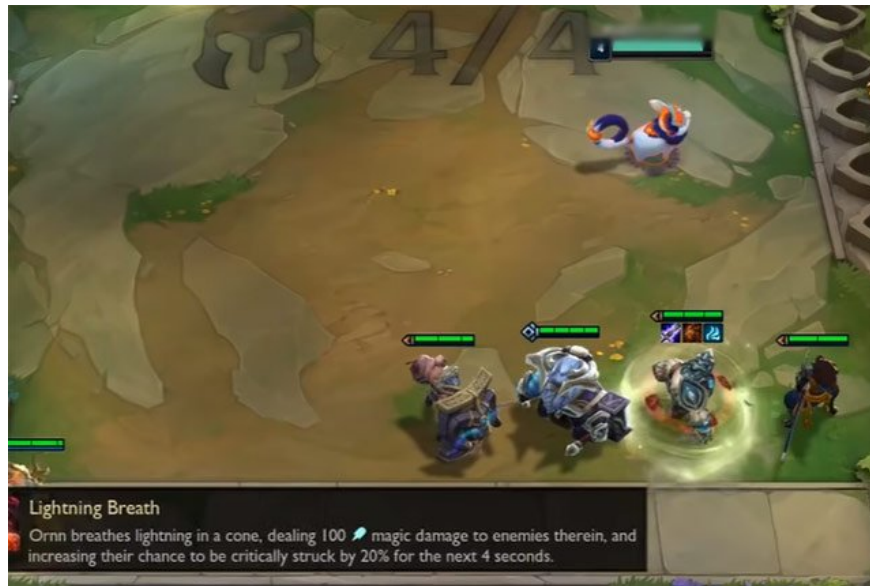 4/4
4
Lightning Breath
Ornn breathes lightning in a cone, dealing 100 magic damage to enemies therein, and
increasing their chance to be critically struck by 20% for the next 4 seconds.